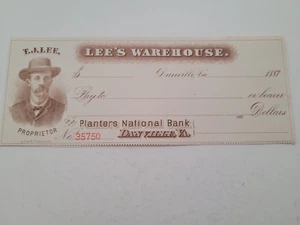 E.J.LEE,
LEE'S WAREHOUSE.
$ Danville, Va 188
Pay to or bearer
Dollars
PROPRIETOR
Planters National Bank
No. 35750 DANVILLE, VA.